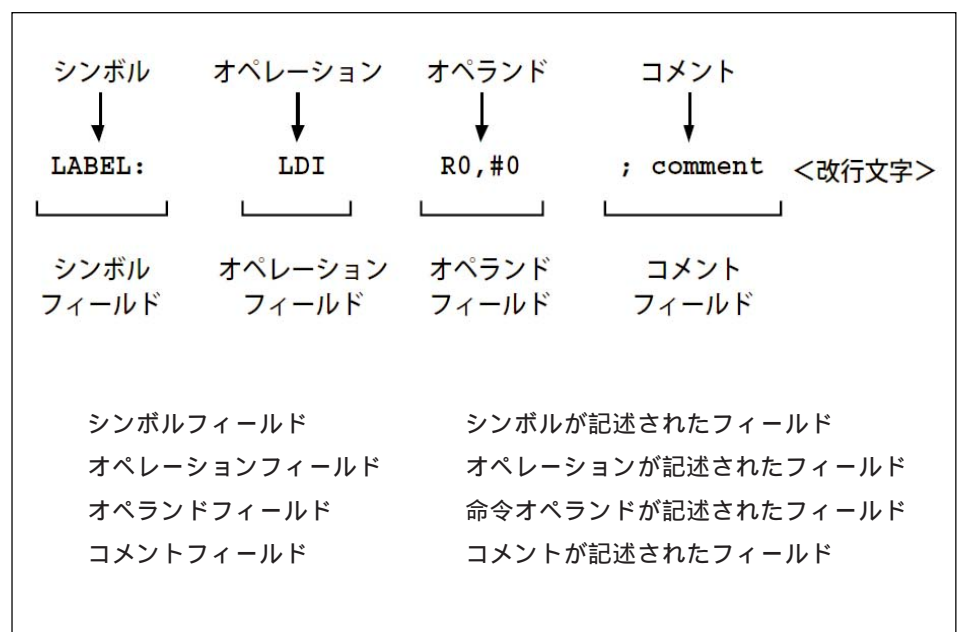 シンボル オペレーション オペランド コメント
LABEL: LDI R0,#0 ; comment ＜改行文字＞
シンボル オペレーション オペランド コメント
フィールド フィールド フィールド フィールド
シンボルフィールド シンボルが記述されたフィールド
オペレーションフィールド オペレーションが記述されたフィールド
オペランドフィールド 命令オペランドが記述されたフィールド
コメントフィールド コメントが記述されたフィールド